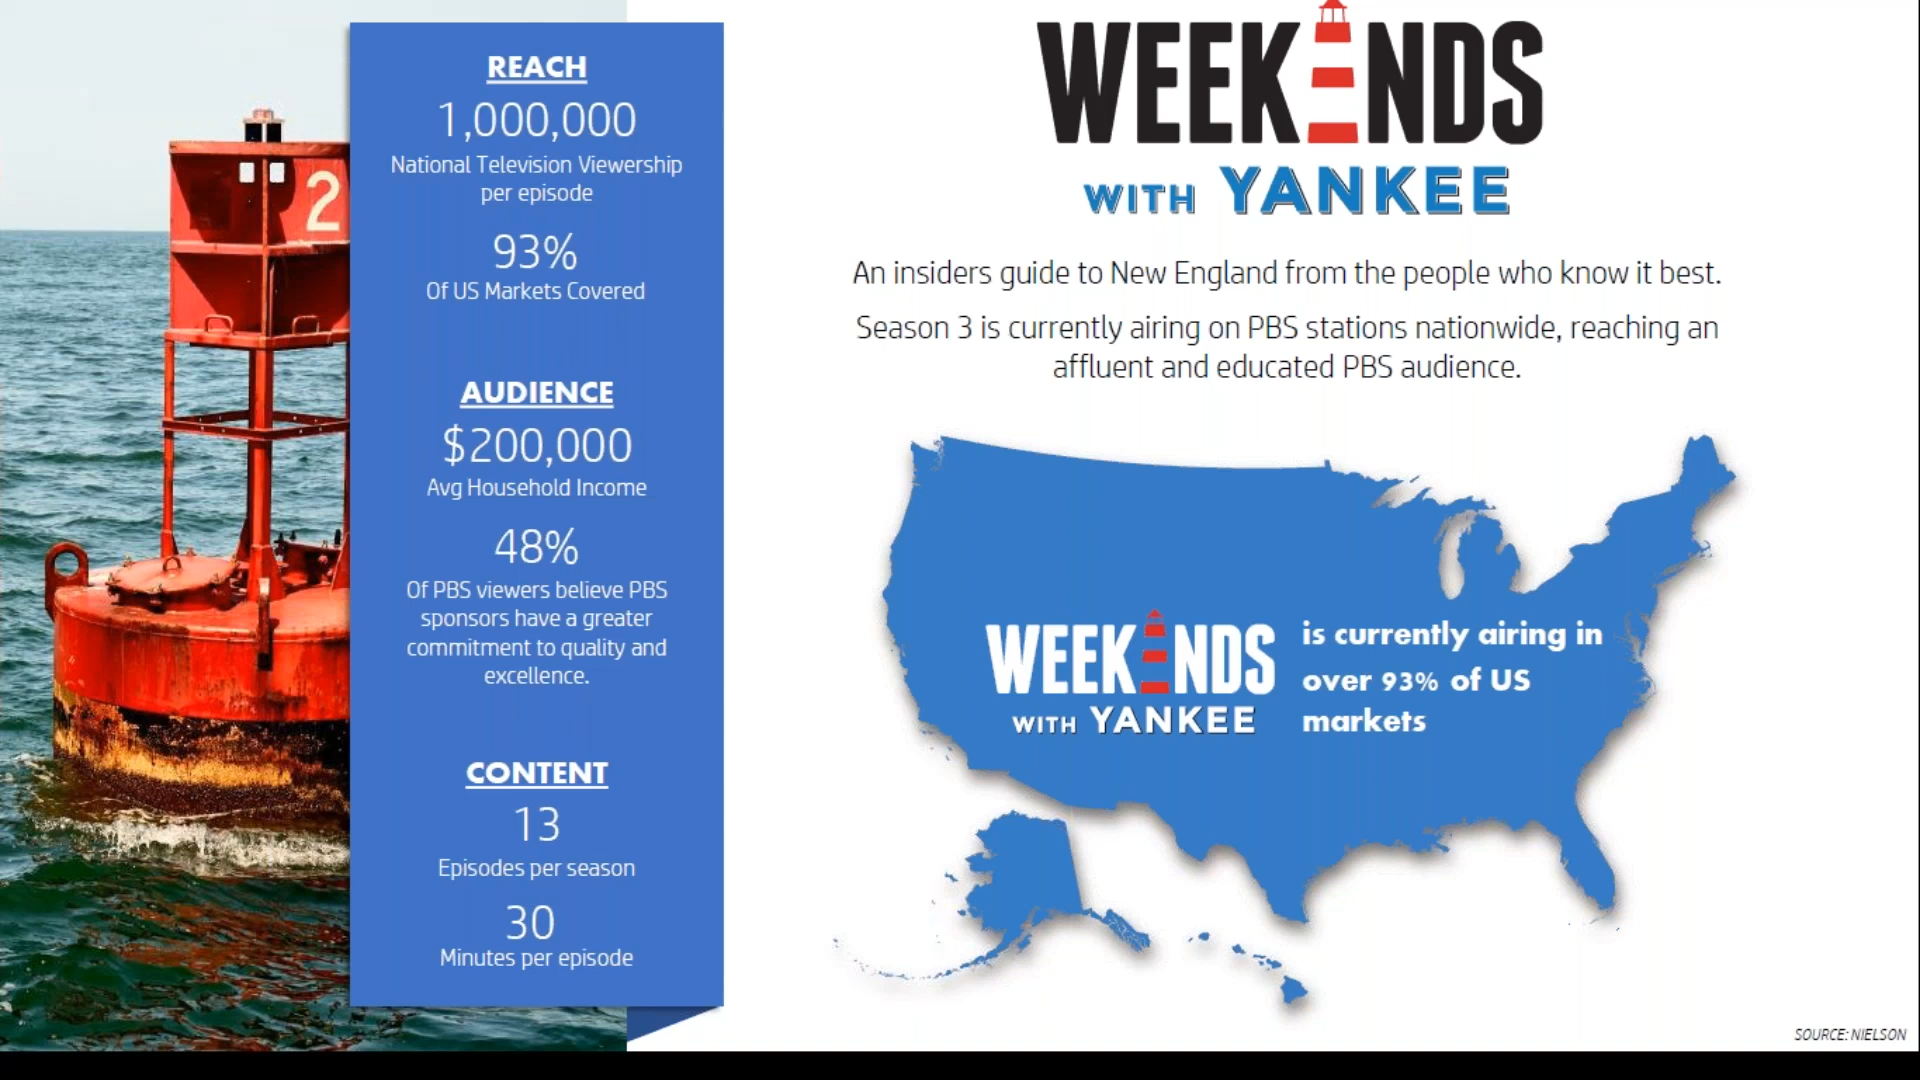 2
REACH
1,000,000
National Television Viewership
per episode
93%
Of US Markets Covered
AUDIENCE
$200,000
Avg Household Income
48%
Of PBS viewers believe PBS
sponsors have a greater
commitment to quality and
excellence.
CONTENT
13
Episodes per season
30
Minutes per episode
WEEKENDS
WITH YANKEE
An insiders guide to New England from the people who know it best.
Season 3 is currently airing on PBS stations nationwide, reaching an
affluent and educated PBS audience.
WEEKENDS
WITH YANKEE
is currently airing in
over 93% of US
markets
SOURCE: NIELSON